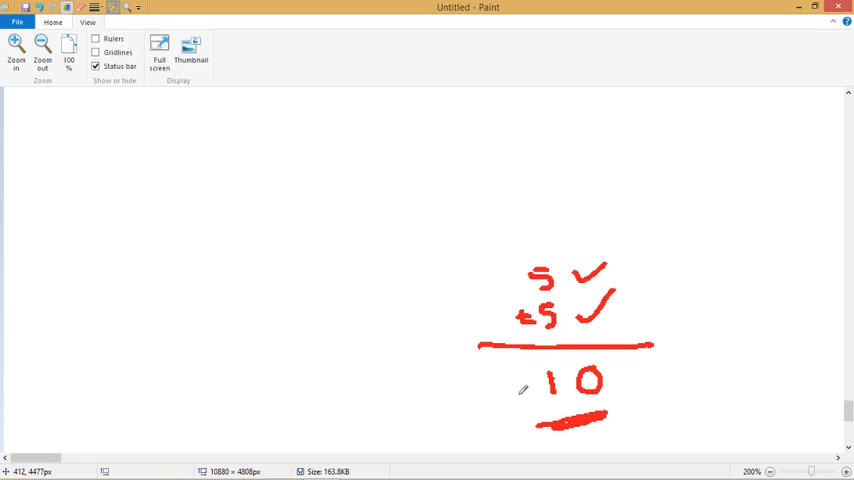 Untitled - Paint
File Home View
Zoom in Zoom out 100 % Rulers Gridlines Status bar Full screen Thumbnail
Zoom Show or hide Display
5 ✓
+5 ✓
10
412, 4477px 10880 × 4808px Size: 163.8KB 200%